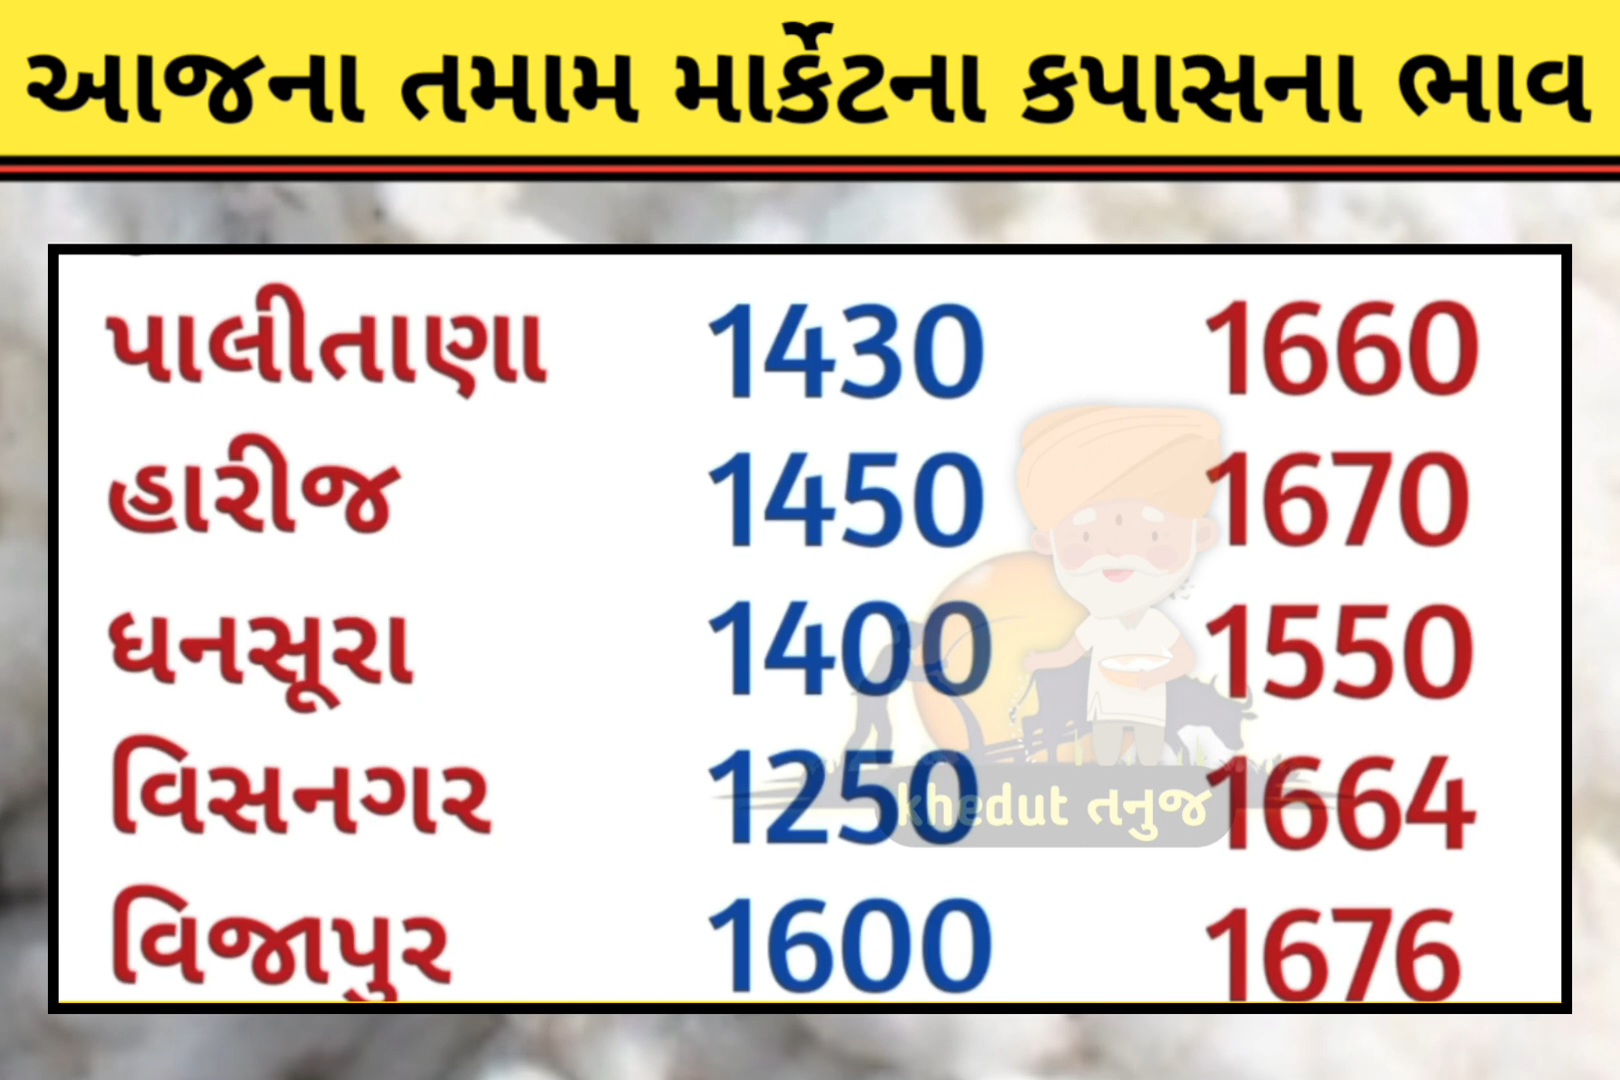 આજના તમામ માર્કેટના કપાસના ભાવ
પાલીતાણા 1430 1660
હારીજ 1450 1670
ધનસૂરા 1400 1550
વિસનગર 1250 1664
khedut તનુજ
વિજાપુર 1600 1676